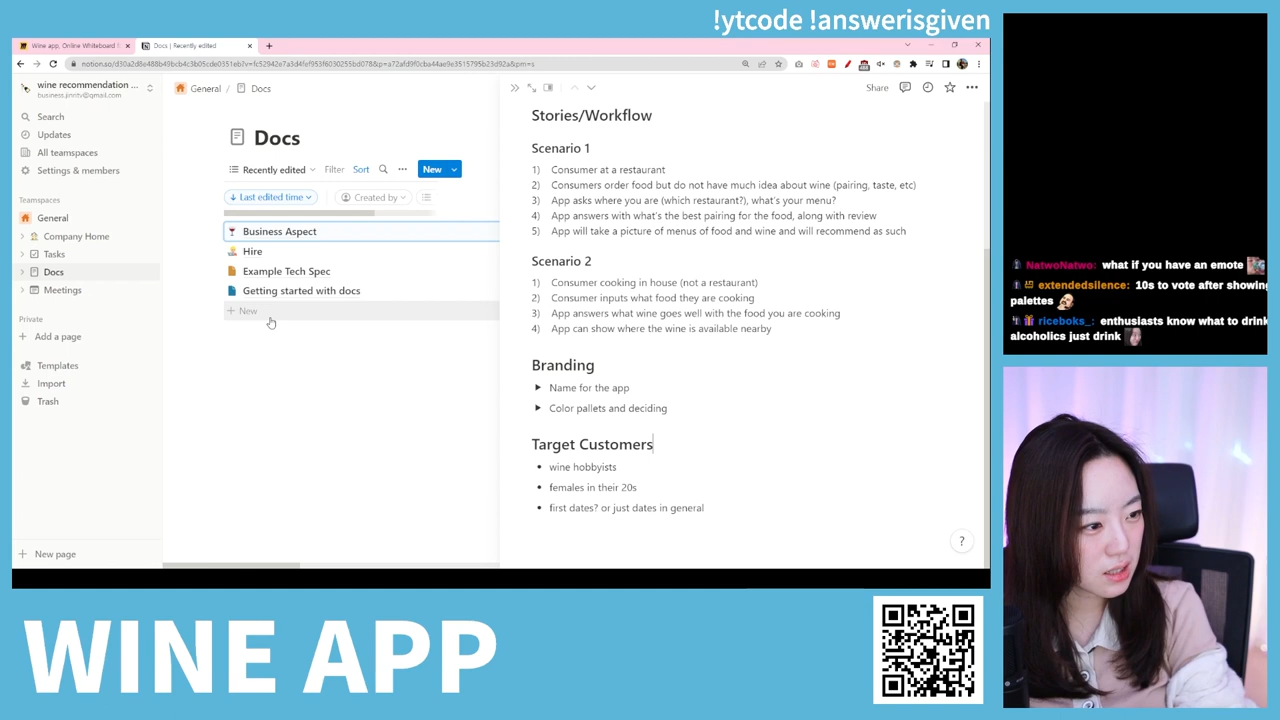 !ytcode !answerisgiven
Wine app, Online Whiteboard
Docs | Recently edited
wine recommendation ...
General / Docs
Share
Search
Updates
All teamspaces
Settings & members
Teamspaces
General
Company Home
Tasks
Docs
Meetings
Private
Add a page
Templates
Import
Trash
New page
Docs
Recently edited
Filter
Sort
New
Last edited time
Created by
Business Aspect
Hire
Example Tech Spec
Getting started with docs
New
Stories/Workflow
Scenario 1
1) Consumer at a restaurant
2) Consumers order food but do not have much idea about wine (pairing, taste, etc)
3) App asks where you are (which restaurant?), what's your menu?
4) App answers with what's the best pairing for the food, along with review
5) App will take a picture of menus of food and wine and will recommend as such
Scenario 2
1) Consumer cooking in house (not a restaurant)
2) Consumer inputs what food they are cooking
3) App answers what wine goes well with the food you are cooking
4) App can show where the wine is available nearby
Branding
Name for the app
Color pallets and deciding
Target Customers
• wine hobbyists
• females in their 20s
• first dates? or just dates in general
?
NatwoNatwo: what if you have an emote
extendedsilence: 10s to vote after showing
palettes
riceboks_: enthusiasts know what to drink
alcoholics just drink
WINE APP